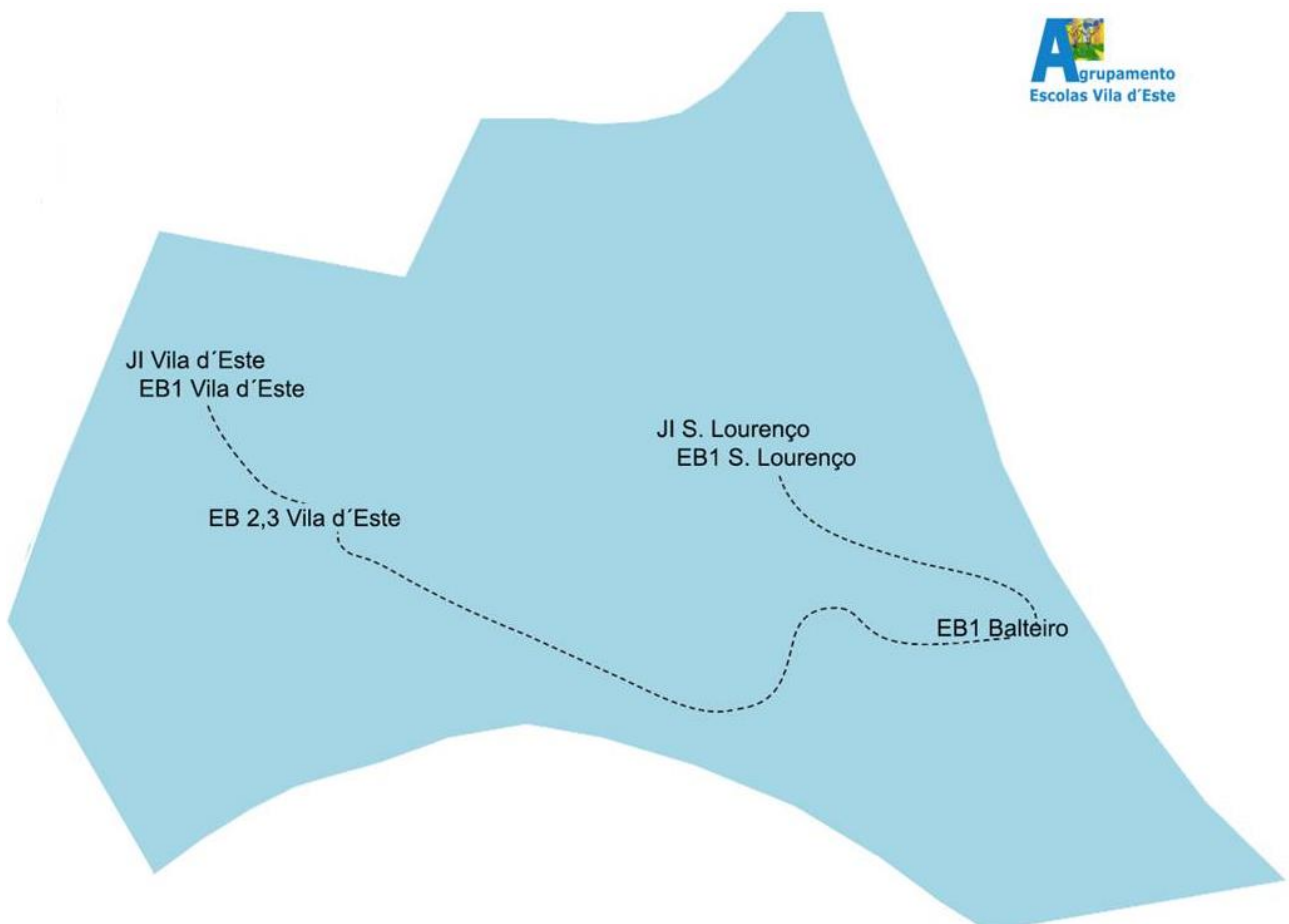 Agrupamento
Escolas Vila d´Este
JI Vila d´Este
EB1 Vila d´Este
JI S. Lourenço
EB1 S. Lourenço
EB 2,3 Vila d´Este
EB1 Balteiro